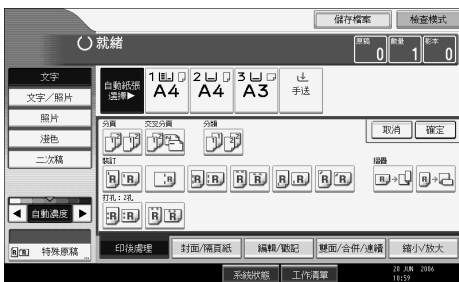 儲存檔案 檢查模式
就緒
原稿 數量 影本
0 1 0
文字
文字／照片
照片
淺色
二次稿
自動濃度
特殊原稿
自動紙張
選擇▶
1 2 3
A4 A4 A3
手送
分頁 交叉分頁 分類
取消 確定
裝訂 摺疊
打孔：2孔
印後處理 封面/隔頁紙 編輯/戳記 雙面/合併/連續 縮小/放大
系統狀態 工作清單
20 JUN 2006
10:59